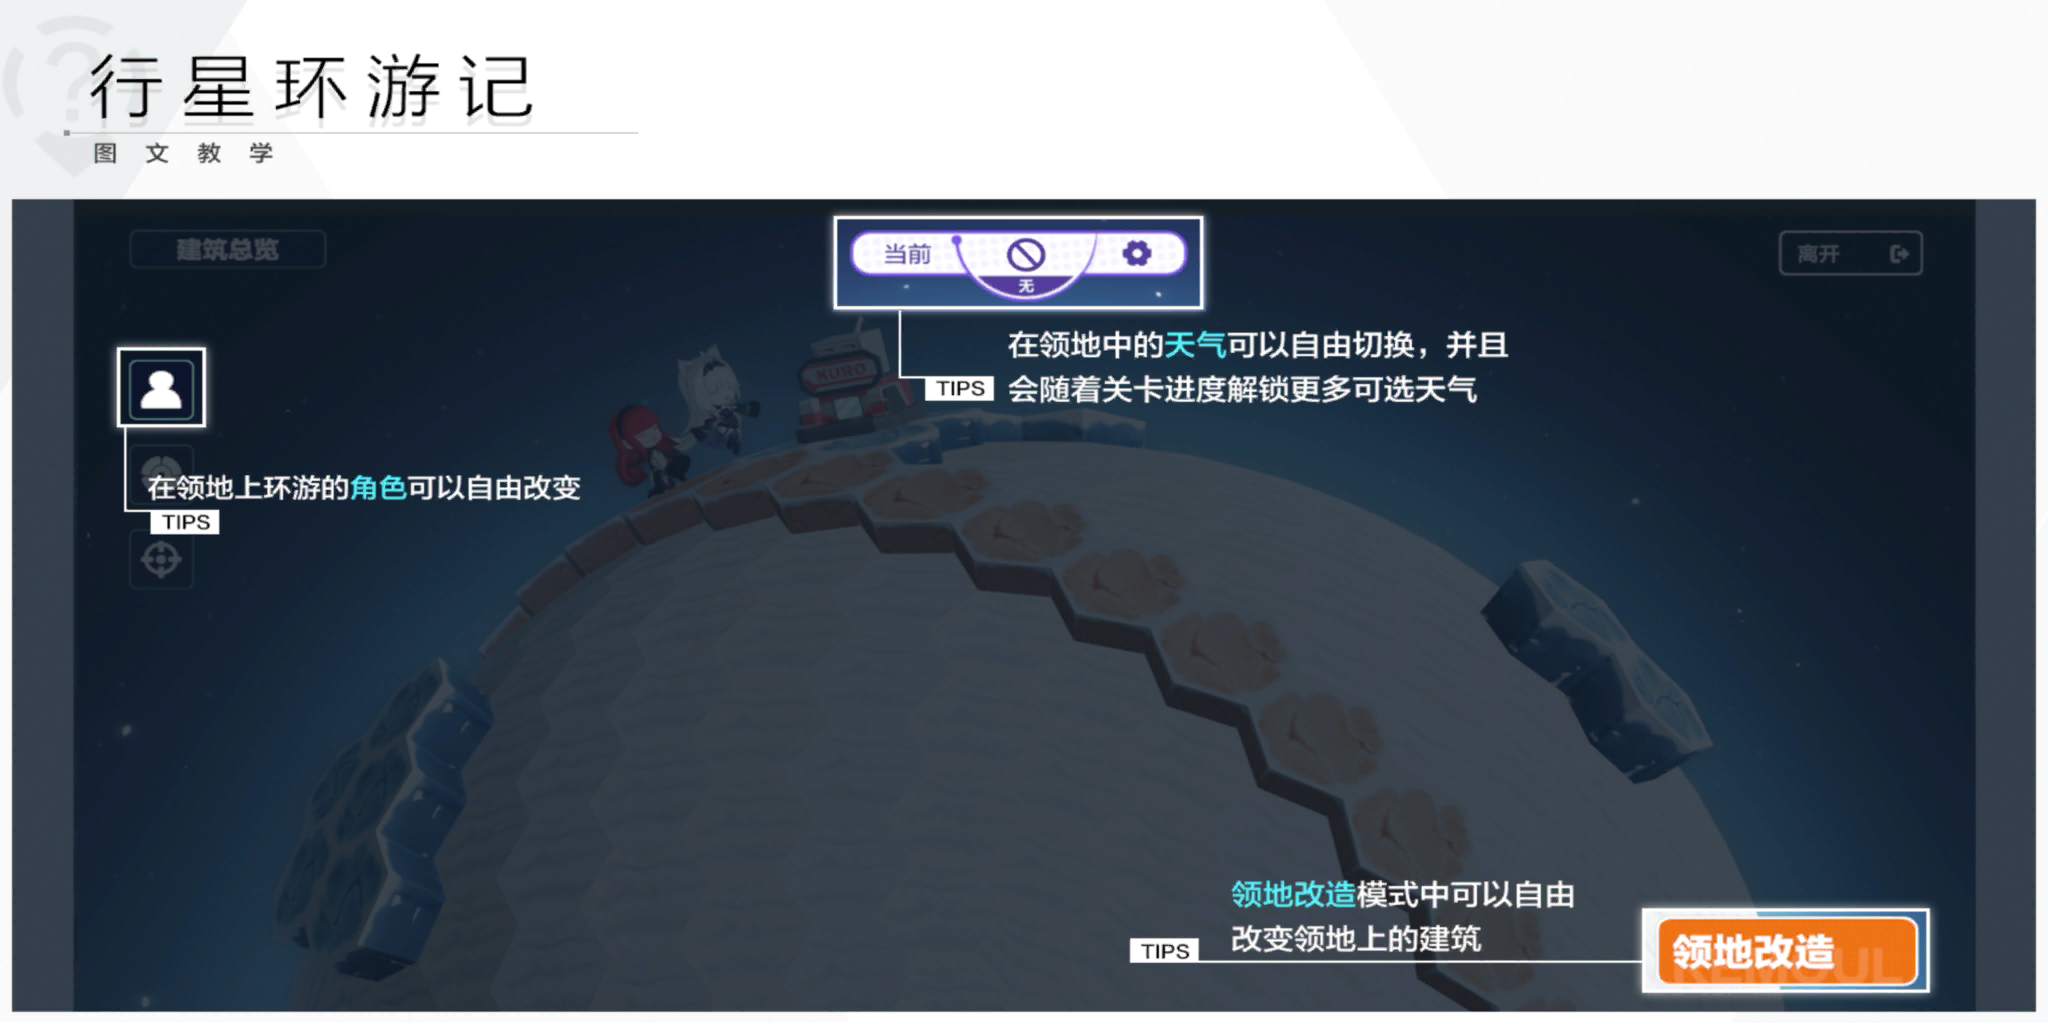 行星环游记
图文教学
建筑总览
当前
无
离开
KURO
在领地中的天气可以自由切换，并且
TIPS
会随着关卡进度解锁更多可选天气
在领地上环游的角色可以自由改变
TIPS
领地改造模式中可以自由
改变领地上的建筑
TIPS
领地改造